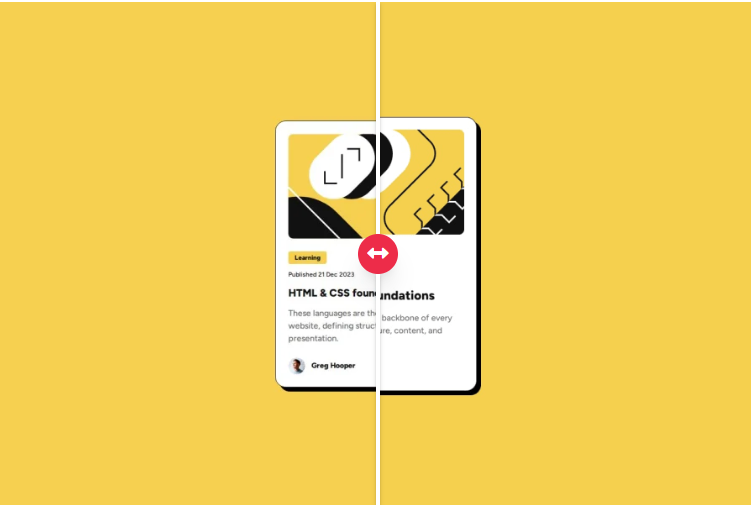 Learning
Published 21 Dec 2023
HTML & CSS foundundations
These languages are the backbone of every
website, defining structure, content, and
presentation.
Greg Hooper